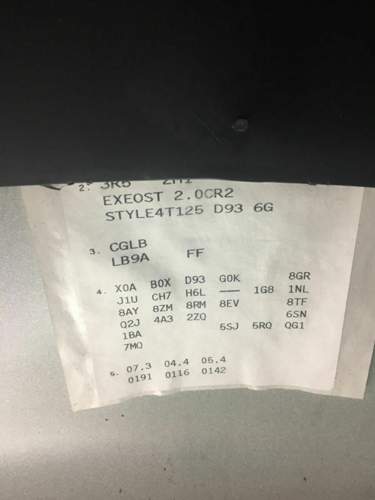 2. 3R5
EXEOST 2.0CR2
STYLE4T125 D93 6G
3. CGLB
LB9A FF
4. X0A B0X D93 G0K 8GR
J1U CH7 H6L — 1G8 1NL
8AY 8ZM 8RM 8EV 8TF
Q2J 4A3 2ZQ 6SN
1BA 5SJ 5RQ QG1
7MQ
5. 07.3 04.4 05.4
0191 0116 0142